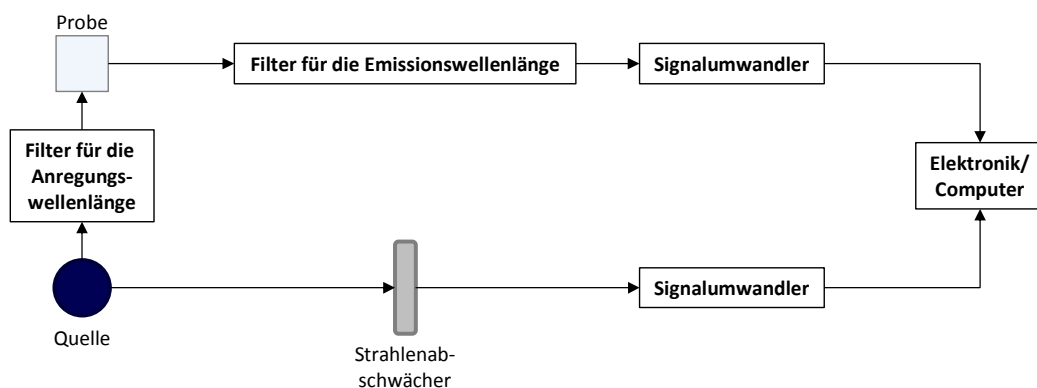 Probe
Filter für die Emissionswellenlänge
Signalumwandler
Filter für die
Anregungs-
wellenlänge
Elektronik/
Computer
Signalumwandler
Quelle
Strahlenab-
schwächer